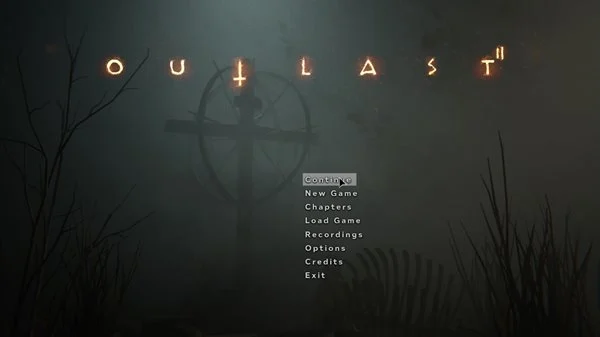 OUTLAST II
Continue
New Game
Chapters
Load Game
Recordings
Options
Credits
Exit